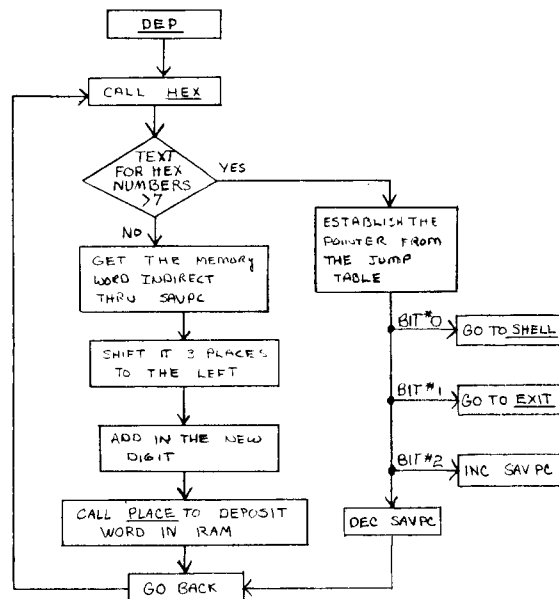 DEP
CALL HEX
TEXT
FOR HEX
NUMBERS
>7
YES
NO
GET THE MEMORY
WORD INDIRECT
THRU SAVPC
SHIFT IT 3 PLACES
TO THE LEFT
ADD IN THE NEW
DIGIT
CALL PLACE TO DEPOSIT
WORD IN RAM
GO BACK
ESTABLISH THE
POINTER FROM
THE JUMP
TABLE
BIT #0
GO TO SHELL
BIT #1
GO TO EXIT
BIT #2
INC SAVPC
DEC SAVPC